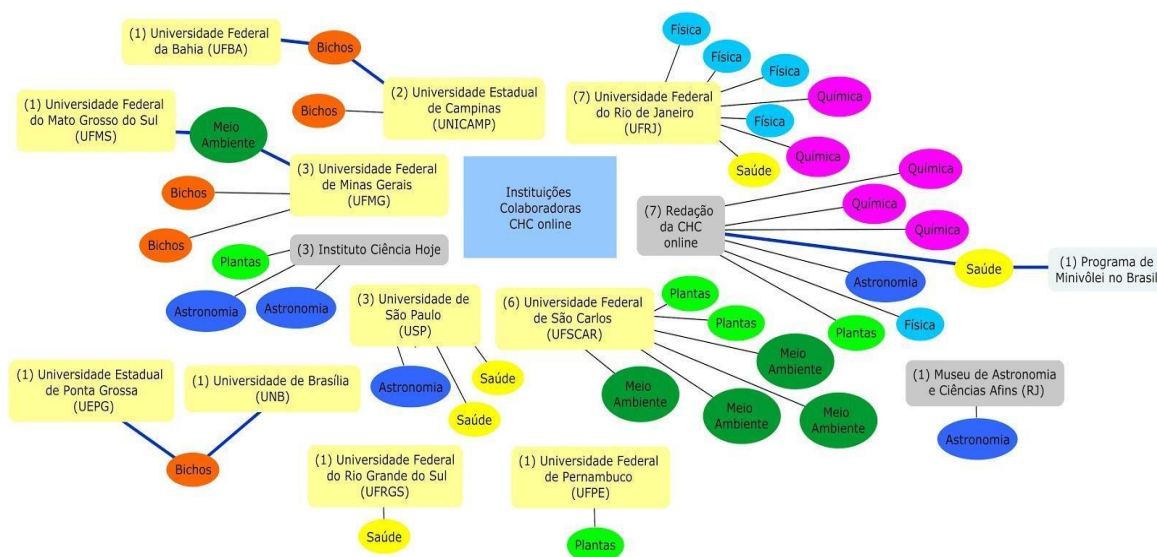 (1) Universidade Federal
da Bahia (UFBA)
Bichos
Bichos
(2) Universidade Estadual
de Campinas
(UNICAMP)
(1) Universidade Federal
do Mato Grosso do Sul
(UFMS)
Meio
Ambiente
(3) Universidade Federal
de Minas Gerais
(UFMG)
Bichos
Bichos
Plantas
(3) Instituto Ciência Hoje
Astronomia
Astronomia
Instituições
Colaboradoras
CHC online
Física
Física
Física
(7) Universidade Federal
do Rio de Janeiro
(UFRJ)
Química
Física
Química
Saúde
Química
(7) Redação
da CHC
online
Química
Química
Saúde
(1) Programa de
Minivôlei no Brasil
Astronomia
Física
Plantas
(3) Universidade de
São Paulo
(USP)
Astronomia
Saúde
Saúde
(6) Universidade Federal
de São Carlos
(UFSCAR)
Plantas
Plantas
Meio
Ambiente
Meio
Ambiente
Meio
Ambiente
Meio
Ambiente
(1) Museu de Astronomia
e Ciências Afins (RJ)
Astronomia
(1) Universidade Estadual
de Ponta Grossa
(UEPG)
(1) Universidade de Brasília
(UNB)
Bichos
(1) Universidade Federal
do Rio Grande do Sul
(UFRGS)
Saúde
(1) Universidade Federal
de Pernambuco
(UFPE)
Plantas